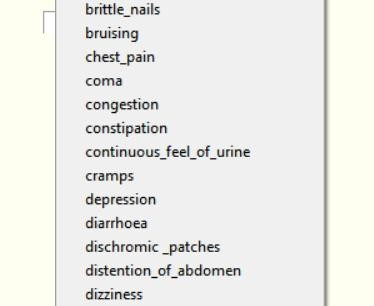 brittle_nails
bruising
chest_pain
coma
congestion
constipation
continuous_feel_of_urine
cramps
depression
diarrhoea
dischromic _patches
distention_of_abdomen
dizziness